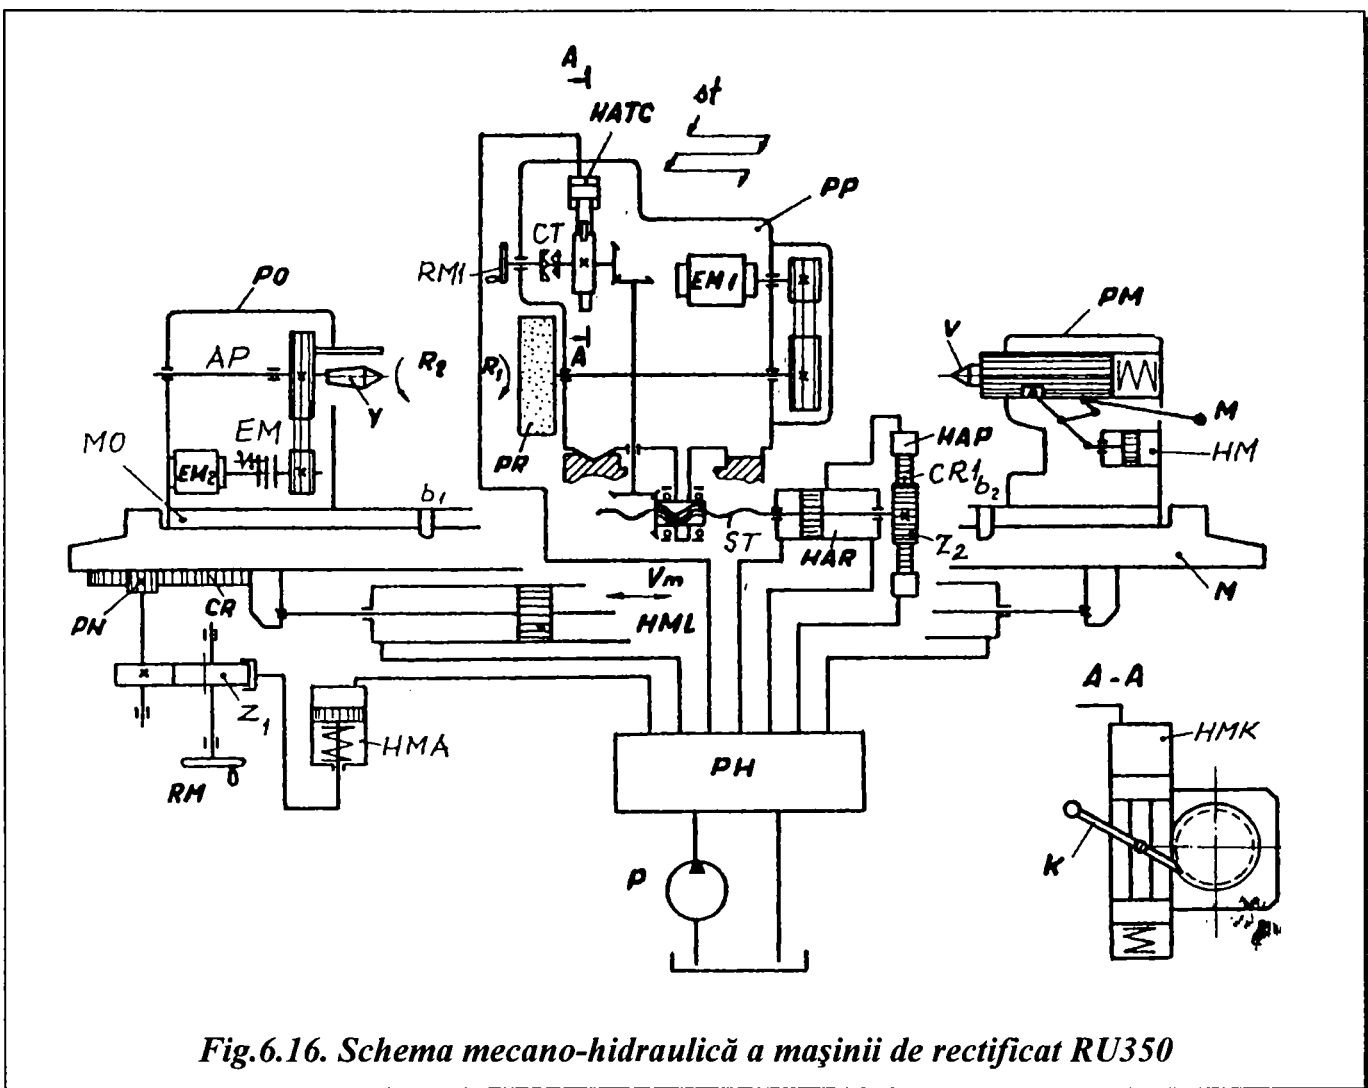 A
HATC
st
PP
CT
RM1
EM1
PO
PM
AP
R2
R1
A
V
V
M
EM
MO
EM2
PR
HAP
HM
CR1
b1
b2
ST
HAR
Z2
Vm
M
PN
CR
HML
A-A
Z1
HMA
HMK
RM
PH
K
P
Fig.6.16. Schema mecano-hidraulică a maşinii de rectificat RU350